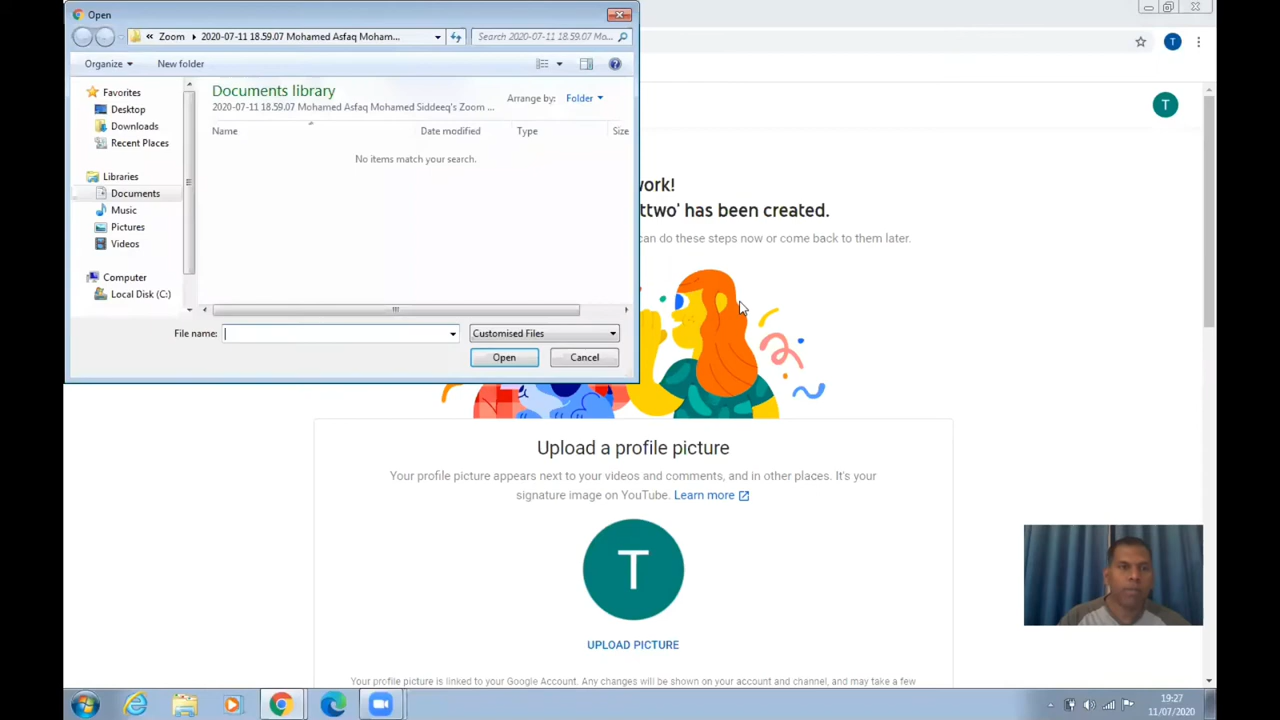 Open
« Zoom ▸ 2020-07-11 18.59.07 Mohamed Asfaq Moham...
Search 2020-07-11 18.59.07 Mo...
Organize
New folder
Favorites
Desktop
Downloads
Recent Places
Libraries
Documents
Music
Pictures
Videos
Computer
Local Disk (C:)
Documents library
2020-07-11 18.59.07 Mohamed Asfaq Mohamed Siddeeq's Zoom ...
Arrange by: Folder
Name Date modified Type Size
No items match your search.
File name:
Customised Files
Open Cancel
T
T
work!
ttwo' has been created.
can do these steps now or come back to them later.
Upload a profile picture
Your profile picture appears next to your videos and comments, and in other places. It's your
signature image on YouTube. Learn more
T
UPLOAD PICTURE
Your profile picture is linked to your Google Account. Any changes will be shown on your account and channel, and may take a few
19:27
11/07/2020